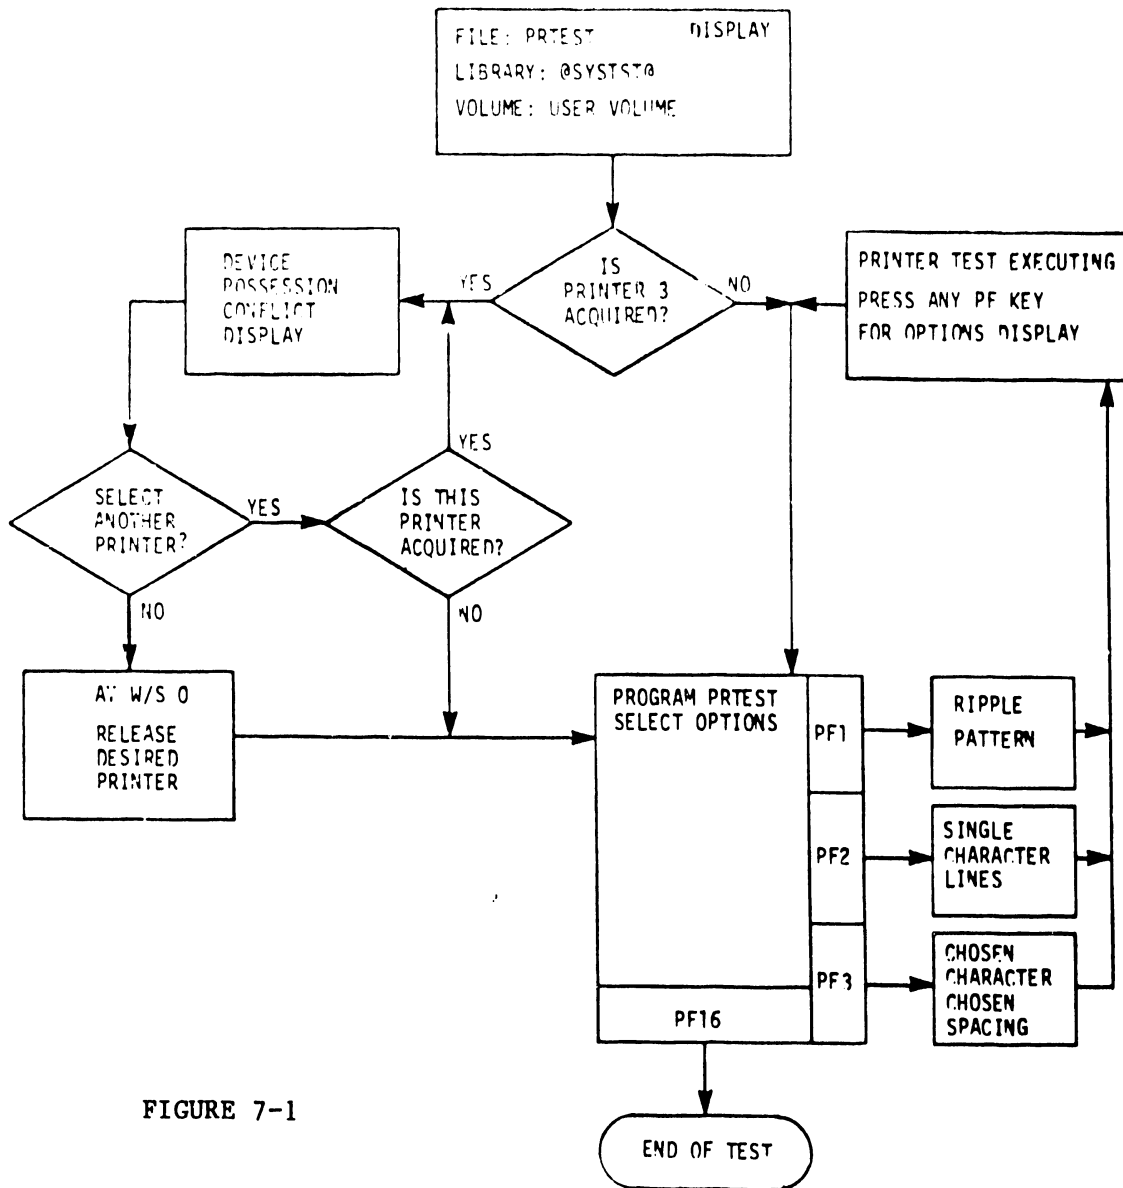 DISPLAY
FILE: PRTEST
LIBRARY: @SYSTST@
VOLUME: USER VOLUME
DEVICE
POSSESSION
CONFLICT
DISPLAY
YES
IS
PRINTER 3
ACQUIRED?
NO
PRINTER TEST EXECUTING
PRESS ANY PF KEY
FOR OPTIONS DISPLAY
SELECT
ANOTHER
PRINTER?
YES
NO
IS THIS
PRINTER
ACQUIRED?
YES
NO
AT W/S 0
RELEASE
DESIRED
PRINTER
PROGRAM PRTEST
SELECT OPTIONS
PF1
RIPPLE
PATTERN
PF2
SINGLE
CHARACTER
LINES
PF3
CHOSEN
CHARACTER
CHOSEN
SPACING
PF16
END OF TEST
FIGURE 7-1